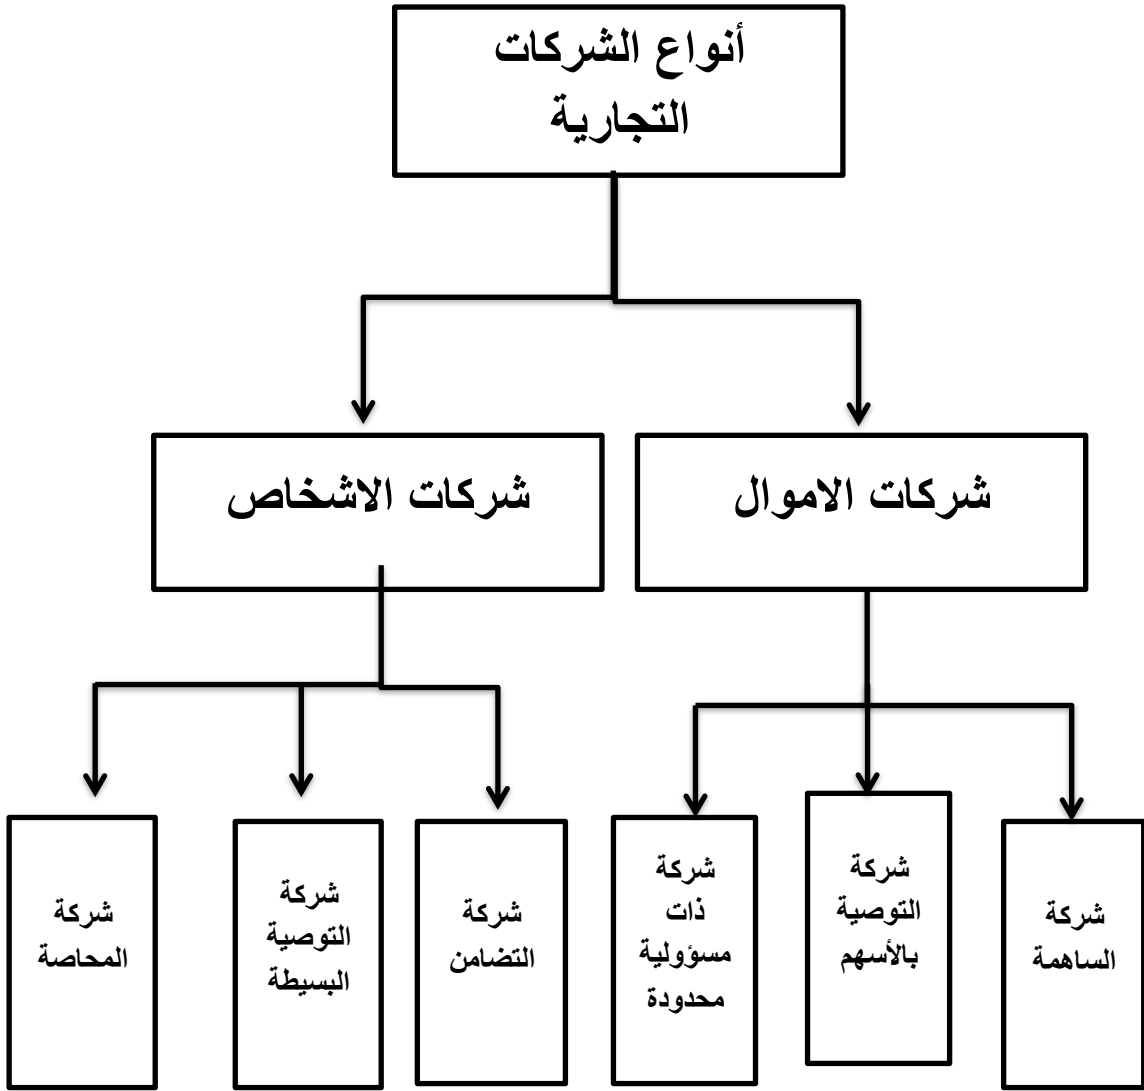 أنواع الشركات
التجارية
شركات الاموال
شركات الاشخاص
شركة
الساهمة
شركة
التوصية
بالأسهم
شركة
ذات
مسؤولية
محدودة
شركة
التضامن
شركة
التوصية
البسيطة
شركة
المحاصة